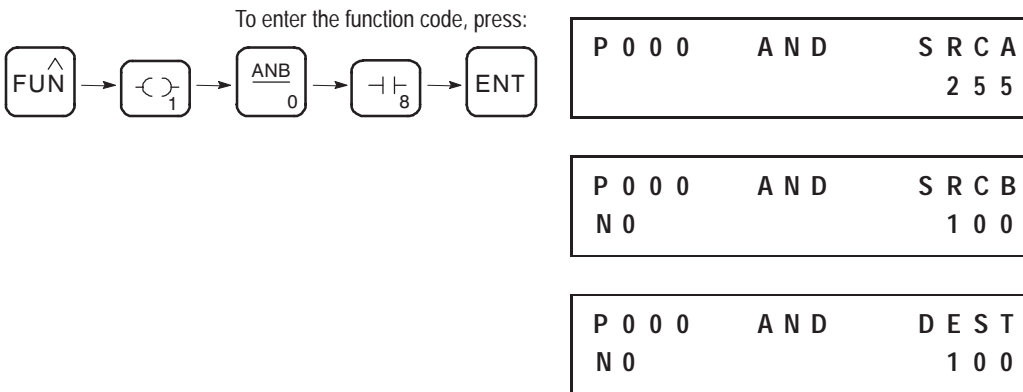 To enter the function code, press:
FUN ( ) 1 ANB 0 8 ENT
P000 AND SRCA
255
P000 AND SRCB
N0 100
P000 AND DEST
N0 100